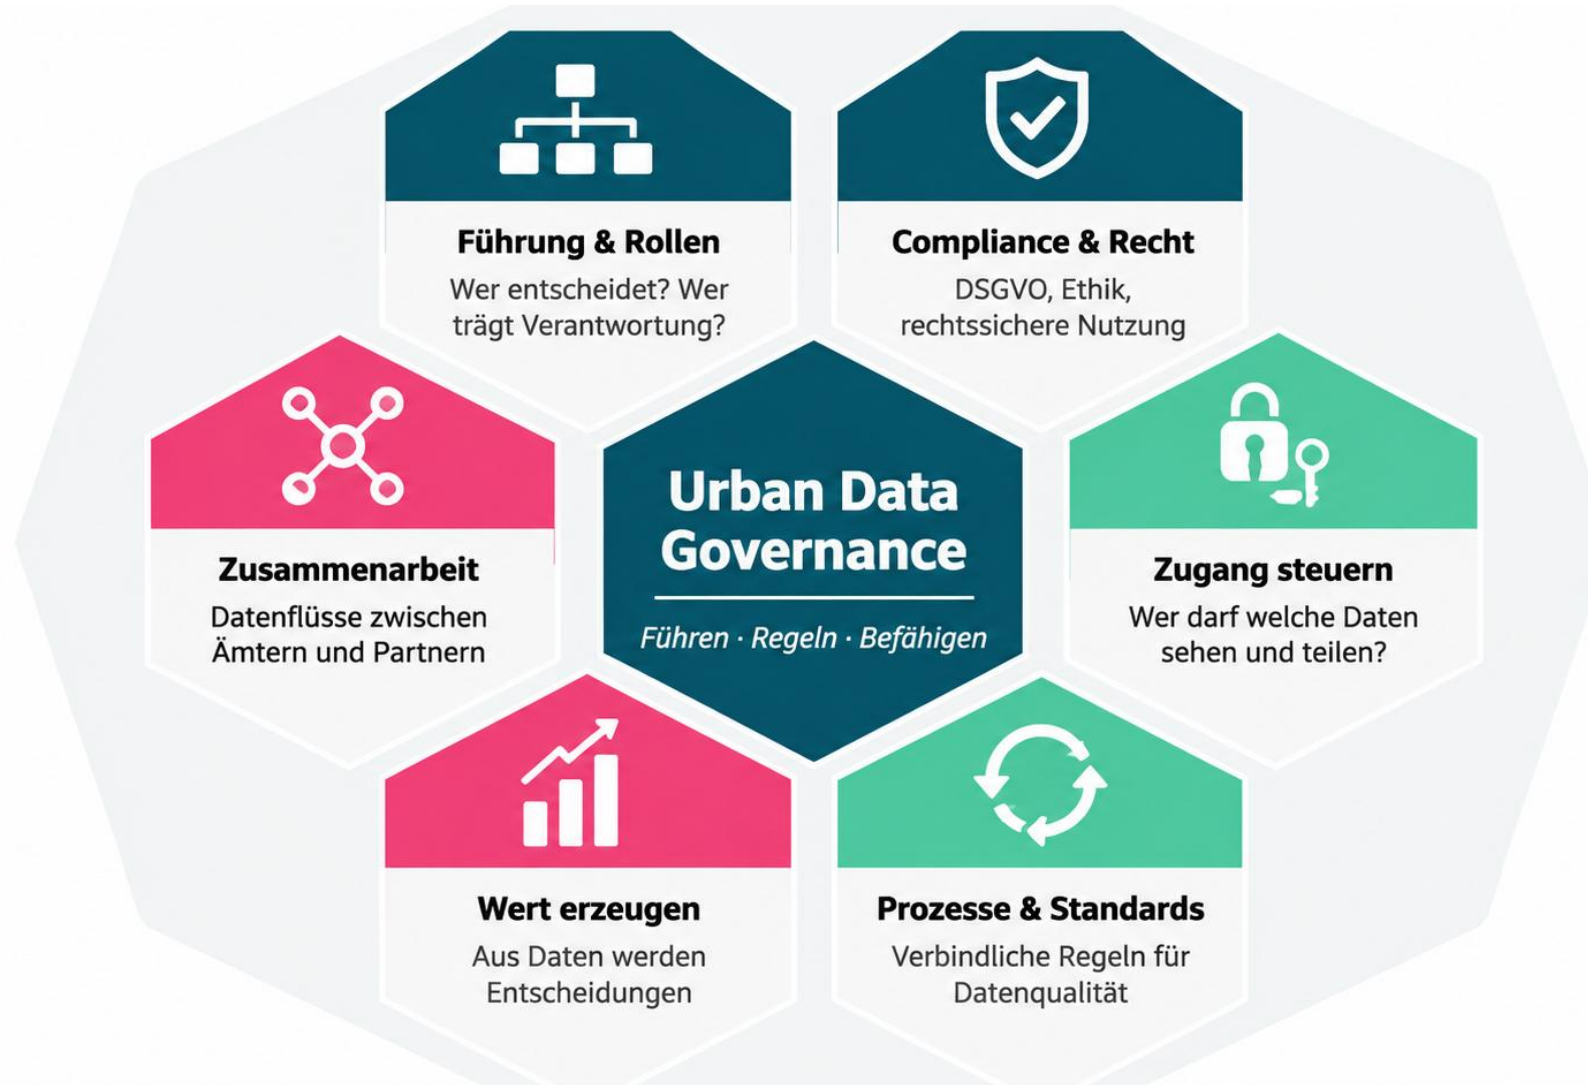 Führung & Rollen
Wer entscheidet? Wer
trägt Verantwortung?
Compliance & Recht
DSGVO, Ethik,
rechtssichere Nutzung
Zusammenarbeit
Datenflüsse zwischen
Ämtern und Partnern
Urban Data
Governance
Führen · Regeln · Befähigen
Zugang steuern
Wer darf welche Daten
sehen und teilen?
Wert erzeugen
Aus Daten werden
Entscheidungen
Prozesse & Standards
Verbindliche Regeln für
Datenqualität